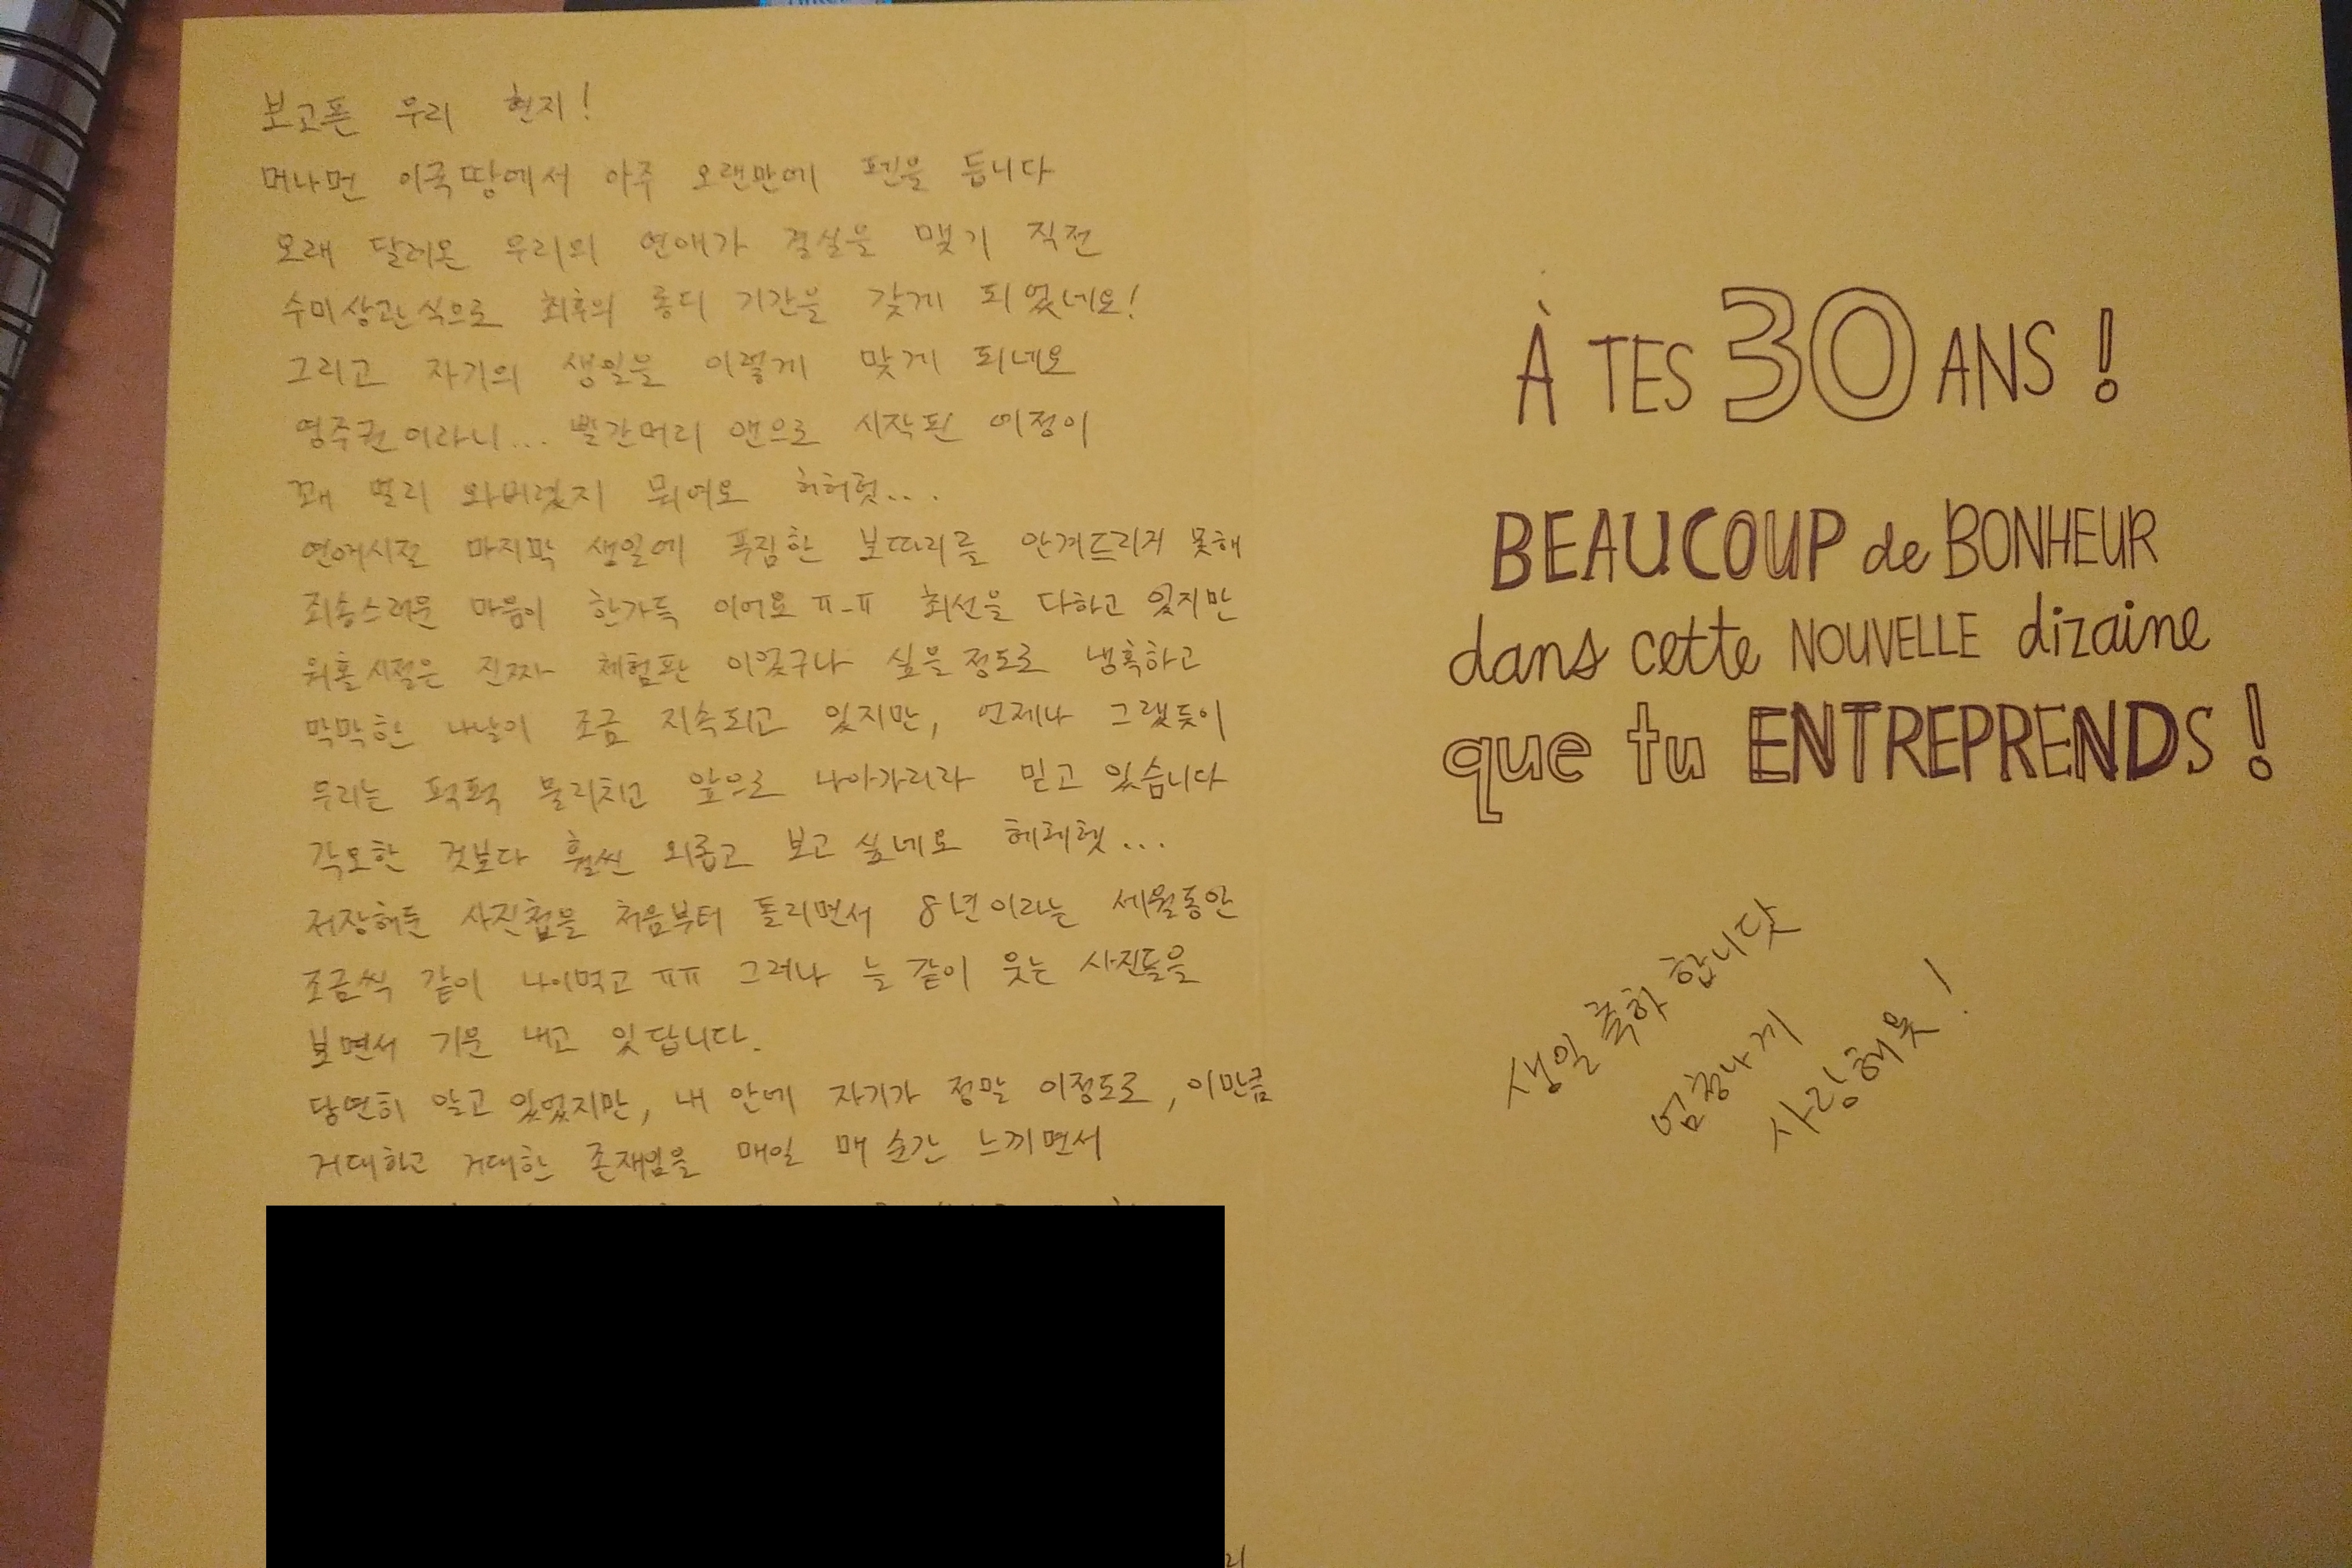 보고픈 우리 현지!
머나먼 이국땅에서 아주 오랜만에 펜을 듭니다
오래 달려온 우리의 연애가 결실을 맺기 직전
수미상관식으로 최후의 롱디 기간을 갖게 되었네요!
그리고 자기의 생일을 이렇게 맞게 되네요
영주권이라니... 빨간머리 앤으로 시작된 여정이
꽤 멀리 와버렸지 뭐에요 허허헛...
연애시절 마지막 생일에 푸짐한 보따리를 안겨드리지 못해
죄송스러운 마음이 한가득 이에요 ㅠ-ㅠ 최선을 다하고 있지만
워홀시절은 진짜 체험판 이었구나 싶을정도로 냉혹하고
막막한 나날이 조금 지속되고 있지만, 언제나 그랬듯이
우리는 퍽퍽 물리치고 앞으로 나아가리라 믿고 있습니다
각오한 것보다 훨씬 외롭고 보고 싶네요 헤헤헷...
저장해둔 사진첩을 처음부터 돌리면서 8년이라는 세월동안
조금씩 같이 나이먹고 ㅠㅠ 그러나 늘 같이 웃는 사진들을
보면서 기운 내고 있답니다.
당연히 알고 있었지만, 내 안에 자기가 정말 이정도로, 이만큼
거대하고 거대한 존재임을 매일 매 순간 느끼면서
À TES 30 ANS !
BEAUCOUP de BONHEUR
dans cette NOUVELLE dizaine
que tu ENTREPRENDS !
생일 축하 합니닷
엄청나게
사랑해욧!